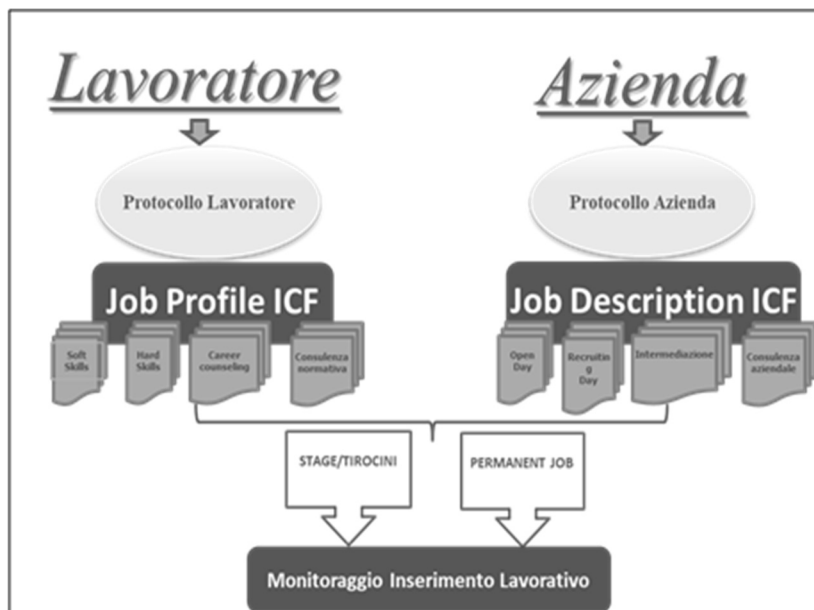 Lavoratore
Azienda
Protocollo Lavoratore
Protocollo Azienda
Job Profile ICF
Job Description ICF
Soft
Skills
Hard
Skills
Career
counseling
Consulenza
normativa
Open
Day
Recruitin
g
Day
Intermediazione
Consulenza
aziendale
STAGE/TIROCINI
PERMANENT JOB
Monitoraggio Inserimento Lavorativo